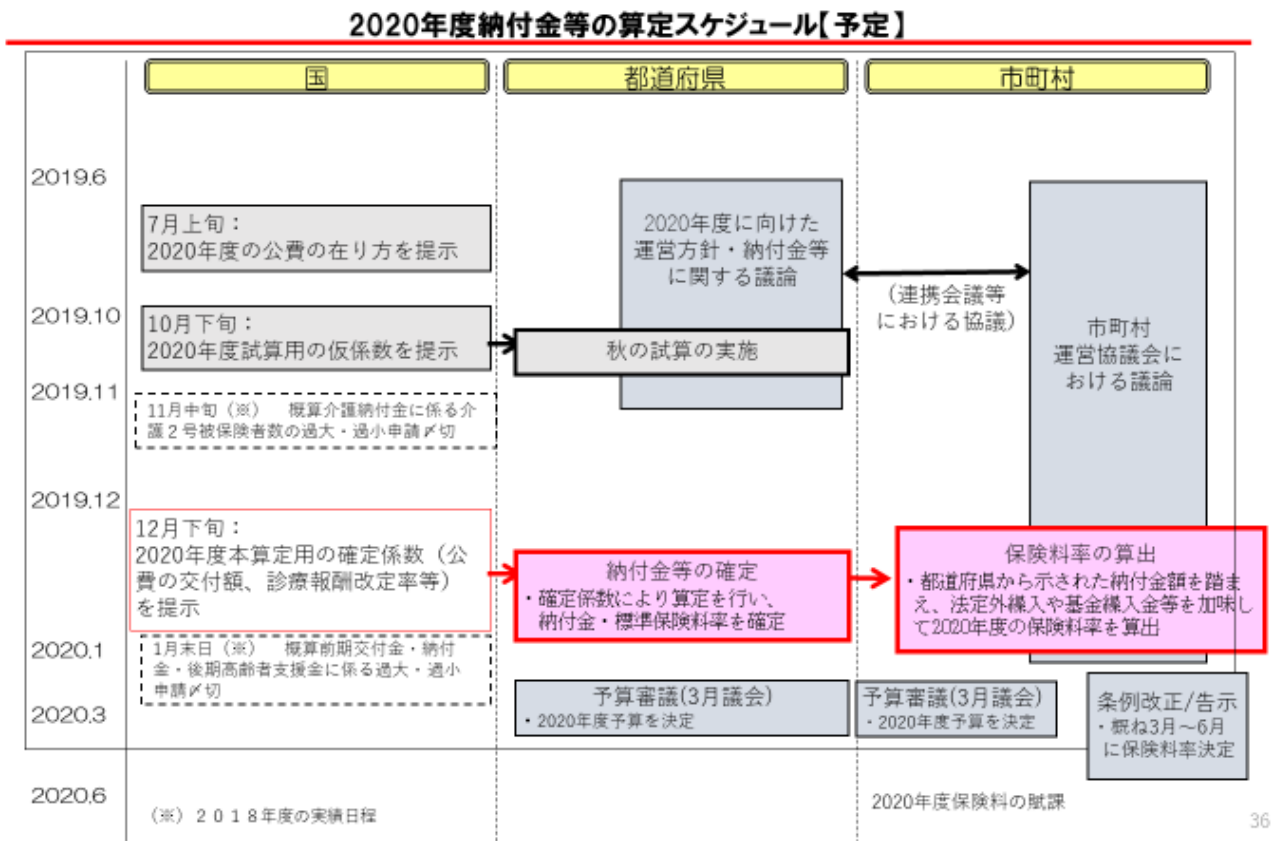 2020年度納付金等の算定スケジュール【予定】
国
都道府県
市町村
2019.6
7月上旬：
2020年度の公費の在り方を提示
2020年度に向けた
運営方針・納付金等
に関する議論
（連携会議等
における協議）
2019.10
10月下旬：
2020年度試算用の仮係数を提示
秋の試算の実施
市町村
運営協議会に
おける議論
2019.11
11月中旬（※）　概算介護納付金に係る介
護２号被保険者数の過大・過小申請〆切
2019.12
12月下旬：
2020年度本算定用の確定係数（公
費の交付額、診療報酬改定率等）
を提示
納付金等の確定
・確定係数により算定を行い、
納付金・標準保険料率を確定
保険料率の算出
・都道府県から示された納付金額を踏ま
え、法定外繰入や基金繰入金等を加味し
て2020年度の保険料率を算出
2020.1
1月末日（※）　概算前期交付金・納付
金・後期高齢者支援金に係る過大・過小
申請〆切
2020.3
予算審議(3月議会)
・2020年度予算を決定
予算審議(3月議会)
・2020年度予算を決定
条例改正/告示
・概ね3月～6月
に保険料率決定
2020.6
（※）２０１８年度の実績日程
2020年度保険料の賦課
36